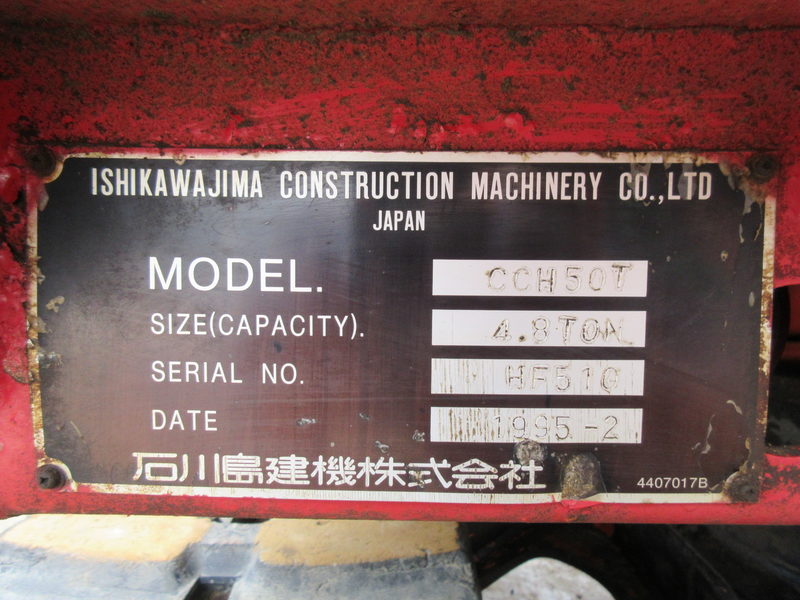 ISHIKAWAJIMA CONSTRUCTION MACHINERY CO.,LTD
JAPAN
MODEL. CCH50T
SIZE(CAPACITY). 4.8TON
SERIAL NO.
DATE 1995-2
石川島建機株式会社
4407017B